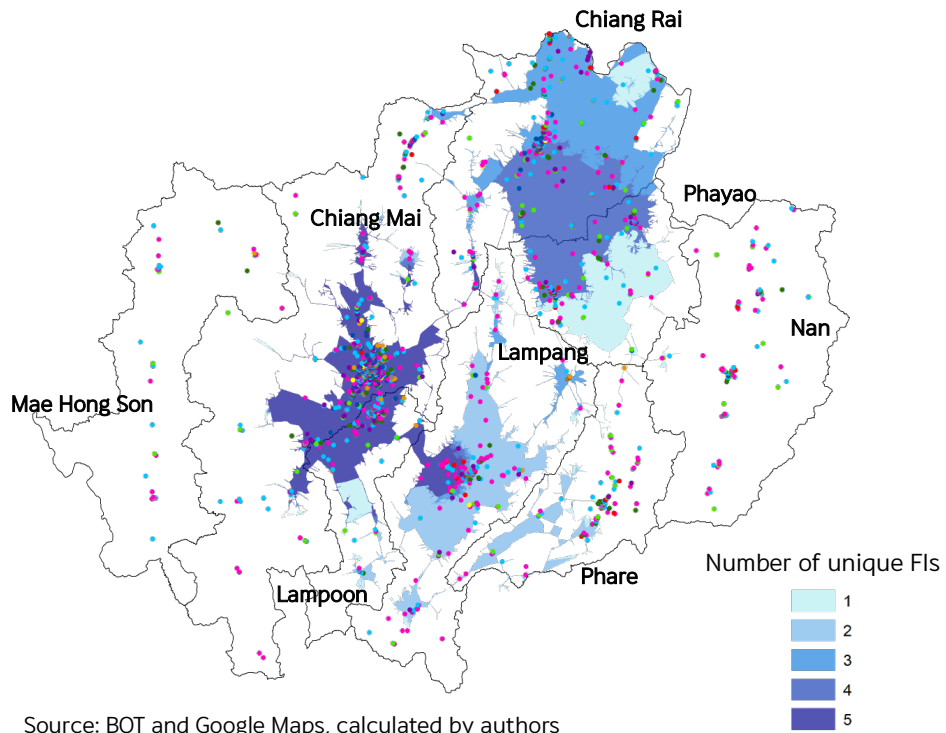 Chiang Rai
Phayao
Chiang Mai
Nan
Lampang
Mae Hong Son
Number of unique FIs
Phare
Lampoon
1
2
3
4
5
Source: BOT and Google Maps, calculated by authors